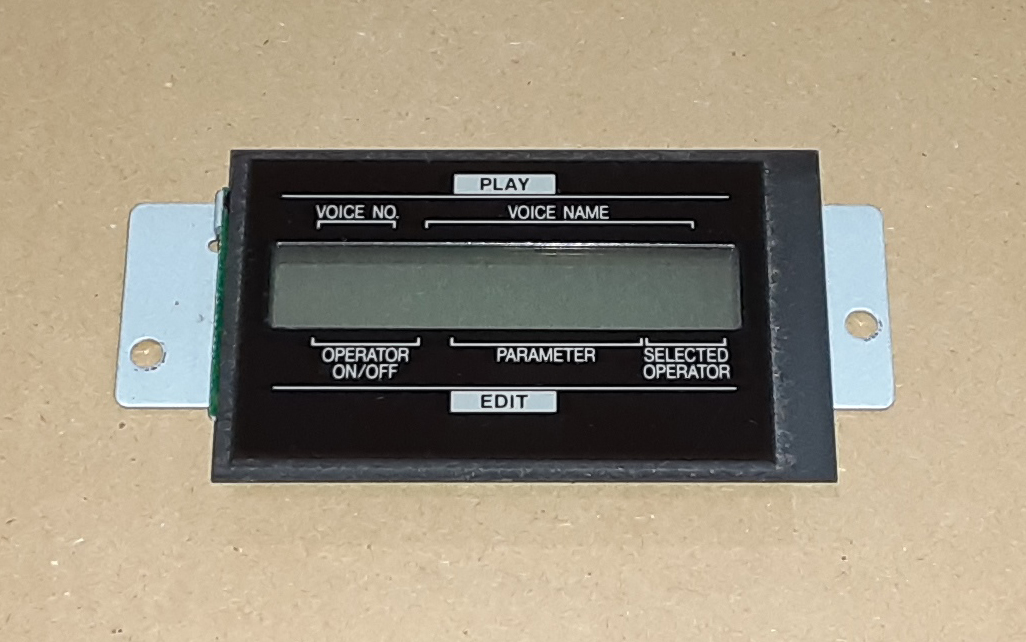 PLAY
VOICE NO. VOICE NAME
OPERATOR ON/OFF PARAMETER SELECTED OPERATOR
EDIT